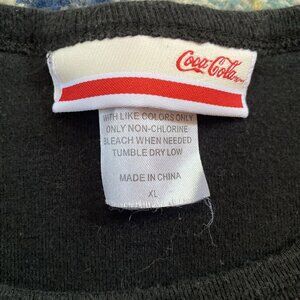 Coca-Cola
WITH LIKE COLORS ONLY
ONLY NON-CHLORINE
BLEACH WHEN NEEDED
TUMBLE DRY LOW
MADE IN CHINA
XL